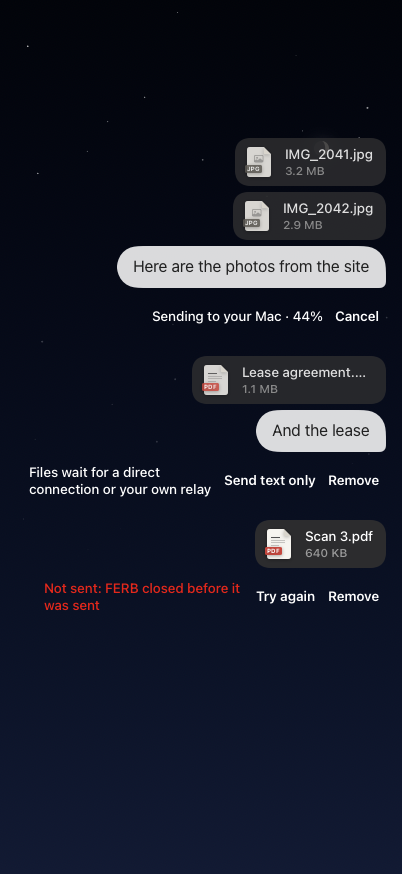 IMG_2041.jpg
JPG
3.2 MB
IMG_2042.jpg
JPG
2.9 MB
Here are the photos from the site
Sending to your Mac · 44% Cancel
Lease agreement....
PDF
1.1 MB
And the lease
Files wait for a direct
connection or your own relay
Send text only Remove
Scan 3.pdf
PDF
640 KB
Not sent: FERB closed before it
was sent
Try again Remove